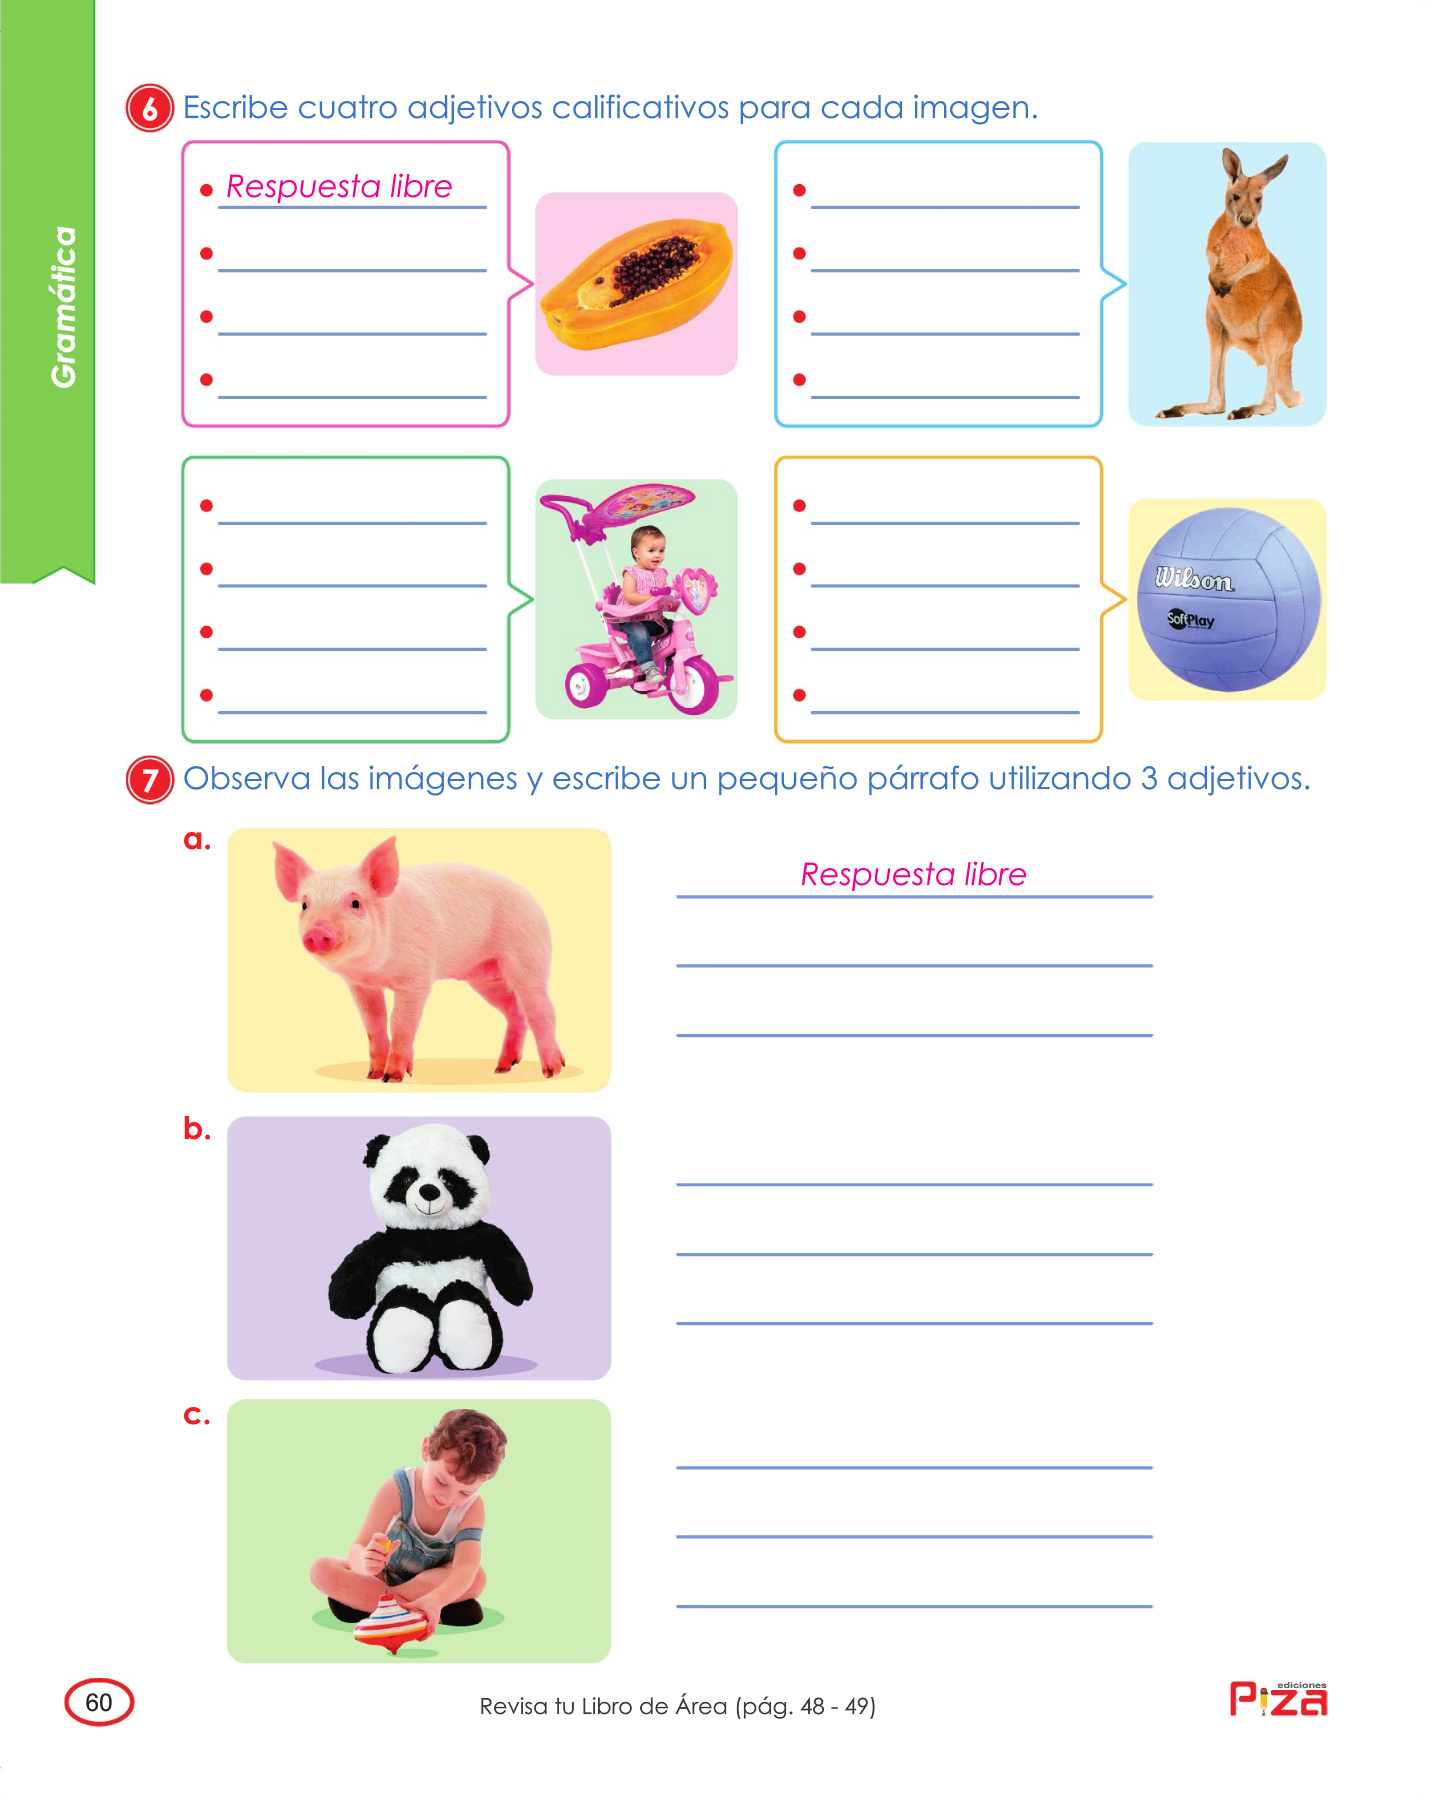 Gramática
6 Escribe cuatro adjetivos calificativos para cada imagen.
Respuesta libre
Wilson
SoftPlay
7 Observa las imágenes y escribe un pequeño párrafo utilizando 3 adjetivos.
a.
Respuesta libre
b.
c.
60
Revisa tu Libro de Área (pág. 48 - 49)
ediciones
Piza